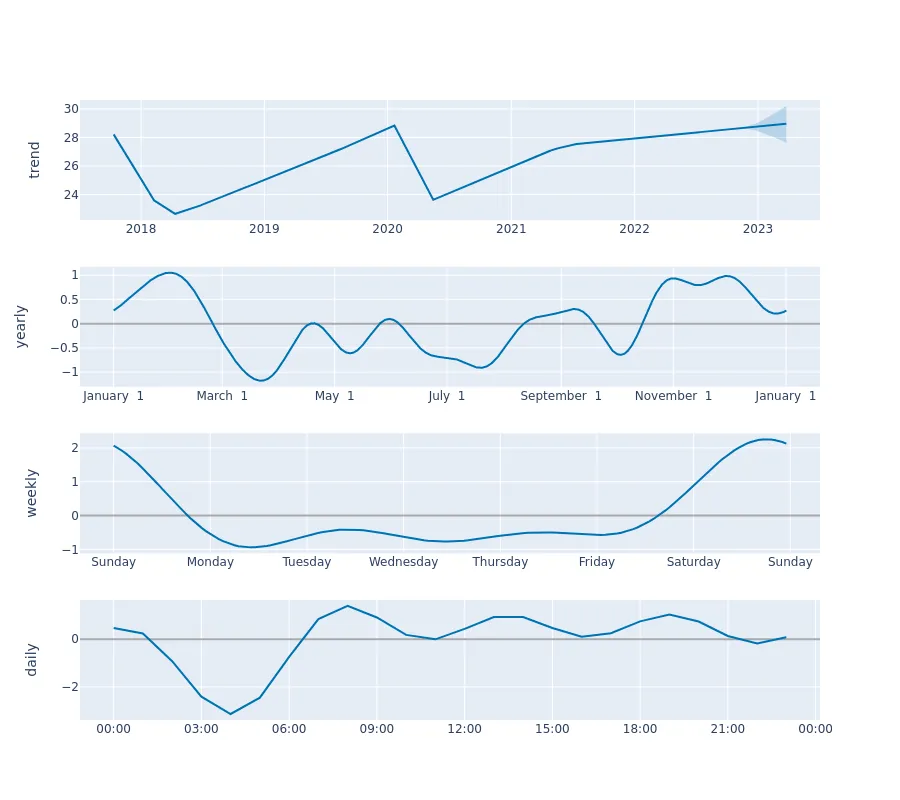 30
28
26
24
trend
2018 2019 2020 2021 2022 2023
1
0.5
0
−0.5
−1
yearly
January 1 March 1 May 1 July 1 September 1 November 1 January 1
2
1
0
−1
weekly
Sunday Monday Tuesday Wednesday Thursday Friday Saturday Sunday
0
−2
daily
00:00 03:00 06:00 09:00 12:00 15:00 18:00 21:00 00:00